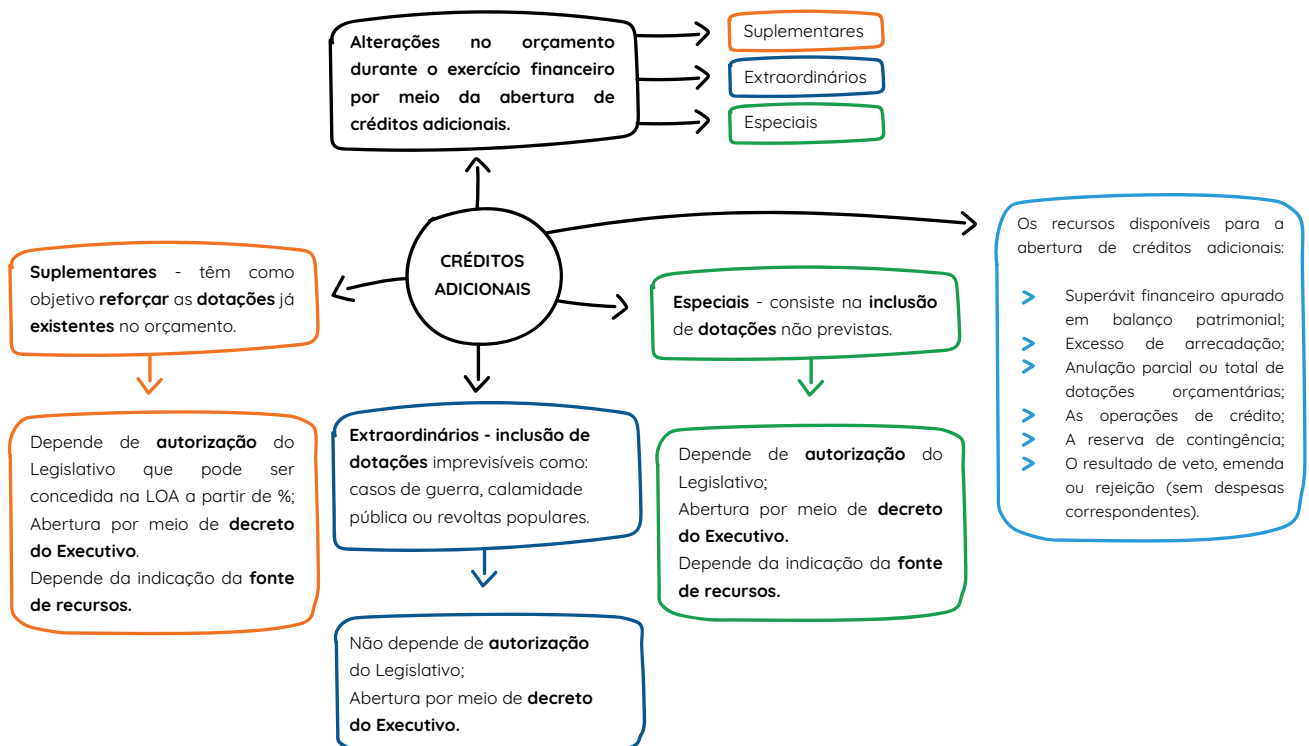 Alterações no orçamento
durante o exercício financeiro
por meio da abertura de
créditos adicionais.
Suplementares
Extraordinários
Especiais
CRÉDITOS
ADICIONAIS
Suplementares - têm como
objetivo reforçar as dotações já
existentes no orçamento.
Depende de autorização do
Legislativo que pode ser
concedida na LOA a partir de %;
Abertura por meio de decreto
do Executivo.
Depende da indicação da fonte
de recursos.
Extraordinários - inclusão de
dotações imprevisíveis como:
casos de guerra, calamidade
pública ou revoltas populares.
Não depende de autorização
do Legislativo;
Abertura por meio de decreto
do Executivo.
Especiais - consiste na inclusão
de dotações não previstas.
Depende de autorização do
Legislativo;
Abertura por meio de decreto
do Executivo.
Depende da indicação da fonte
de recursos.
Os recursos disponíveis para a
abertura de créditos adicionais:
Superávit financeiro apurado
em balanço patrimonial;
Excesso de arrecadação;
Anulação parcial ou total de
dotações orçamentárias;
As operações de crédito;
A reserva de contingência;
O resultado de veto, emenda
ou rejeição (sem despesas
correspondentes).